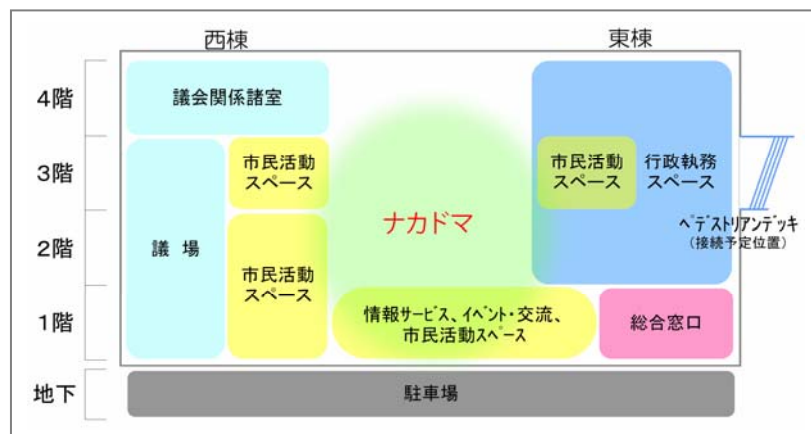 西棟
東棟
4階
議会関係諸室
3階
市民活動
スペース
市民活動
スペース
行政執務
スペース
ナカドマ
ペデストリアンデッキ
(接続予定位置)
2階
議 場
市民活動
スペース
1階
情報サービス、イベント・交流、
市民活動スペース
総合窓口
地下
駐車場